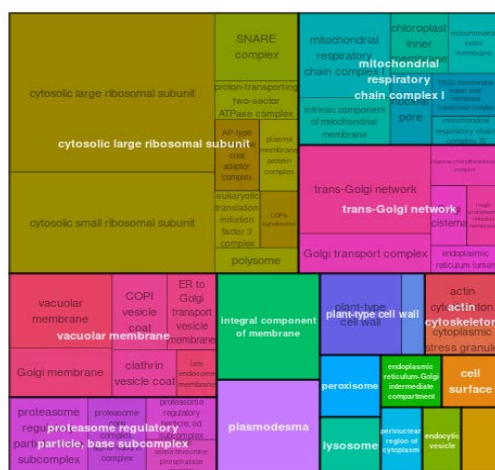 cytosolic large ribosomal subunit
cytosolic large ribosomal subunit
cytosolic small ribosomal subunit
SNARE
complex
proton-transporting
two-sector
ATPase complex
AP-type
coat
adaptor
complex
plasma
membrane
protein
complex
eukaryotic
translation
initiation
factor 3
complex
polysome
mitochondrial
respiratory
chain complex I
mitochondrial
respiratory
chain complex I
chloroplast
inner
membrane
mitochondrial
outer
membrane
intrinsic component
of mitochondrial
membrane
nuclear
pore
mitochondrial
respiratory chain
trans-Golgi network
trans-Golgi network
Golgi transport complex
cisterna
endoplasmic
reticulum lumen
vacuolar
membrane
vacuolar membrane
COPI
vesicle
coat
ER to
Golgi
transport
vesicle
membrane
Golgi membrane
clathrin
vesicle coat
late
endosome
membrane
proteasome
regulatory
subcomplex
proteasome regulatory
particle, base subcomplex
proteasome
regulatory
particle, lid
subcomplex
integral component
of membrane
plasmodesma
plant-type
cell wall
plant-type cell wall
actin
cytoskeleton
actin
cytoskeleton
cytoplasmic
stress granule
peroxisome
endoplasmic
reticulum-Golgi
intermediate
compartment
cell
surface
lysosome
perinuclear
region of
cytoplasm
endocytic
vesicle